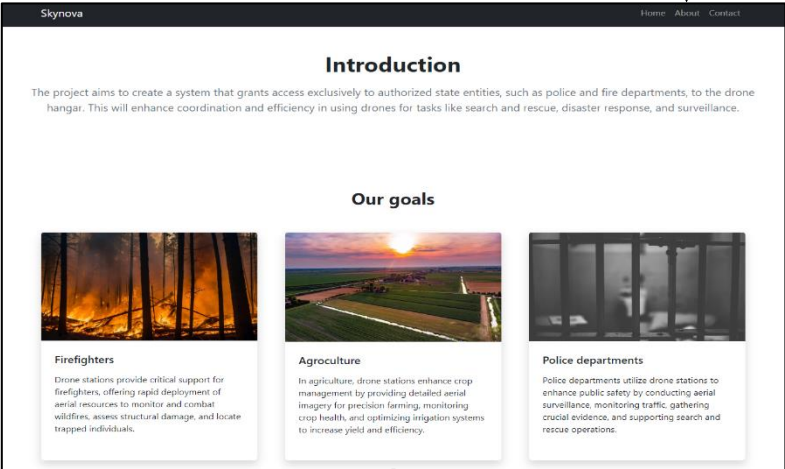 Skynova
Home About Contact
Introduction
The project aims to create a system that grants access exclusively to authorized state entities, such as police and fire departments, to the drone
hangar. This will enhance coordination and efficiency in using drones for tasks like search and rescue, disaster response, and surveillance.
Our goals
Firefighters
Drone stations provide critical support for
firefighters, offering rapid deployment of
aerial resources to monitor and combat
wildfires, assess structural damage, and locate
trapped individuals.
Agroculture
In agriculture, drone stations enhance crop
management by providing detailed aerial
imagery for precision farming, monitoring
crop health, and optimizing irrigation systems
to increase yield and efficiency.
Police departments
Police departments utilize drone stations to
enhance public safety by conducting aerial
surveillance, monitoring traffic, gathering
crucial evidence, and supporting search and
rescue operations.